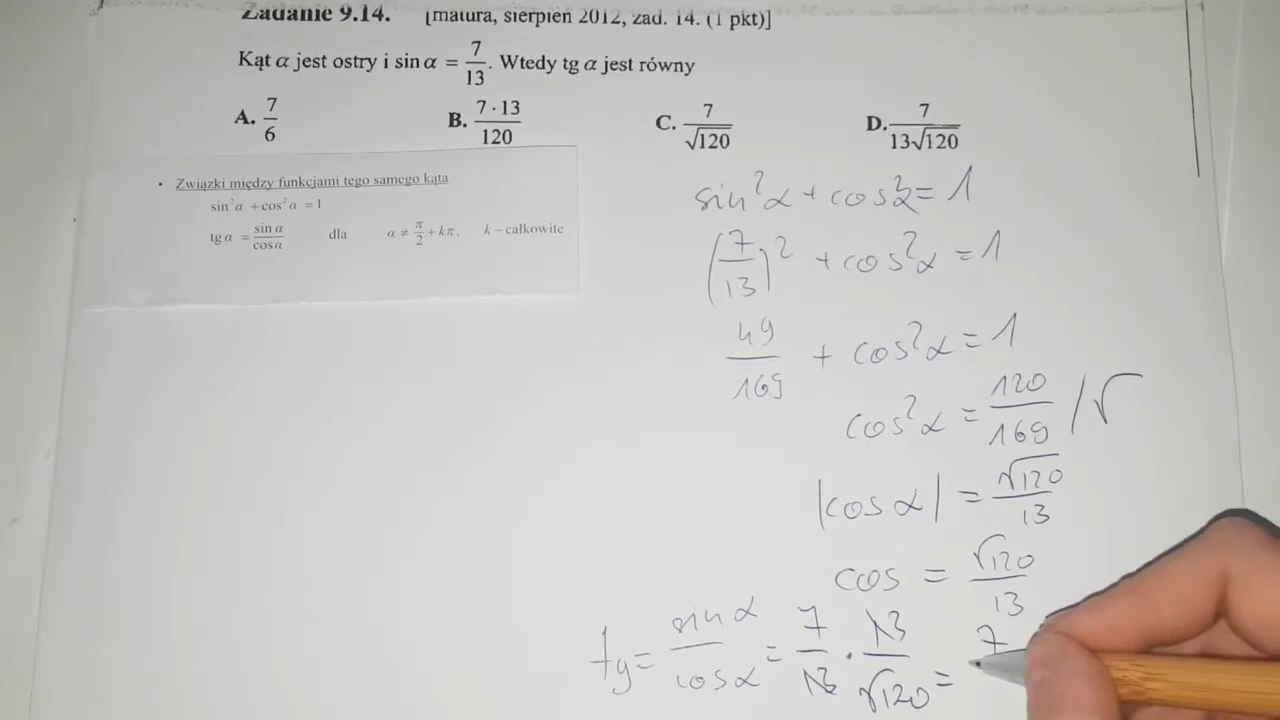 Zadanie 9.14. [matura, sierpień 2012, zad. 14. (1 pkt)]
Kąt α jest ostry i sin α = 7/13. Wtedy tg α jest równy
A. 7/6 B. 7·13/120 C. 7/√120 D. 7/13√120
• Związki między funkcjami tego samego kąta
sin²α + cos²α = 1
tg α = sin α/cos α dla α ≠ π/2 + kπ, k – całkowite
sin²α + cos²α = 1
(7/13)² + cos²α = 1
49/169 + cos²α = 1
cos²α = 120/169 /√
|cos α| = √120/13
cos = √120/13
tg = sin α/cos α = 7/13 · 13/√120 = 7